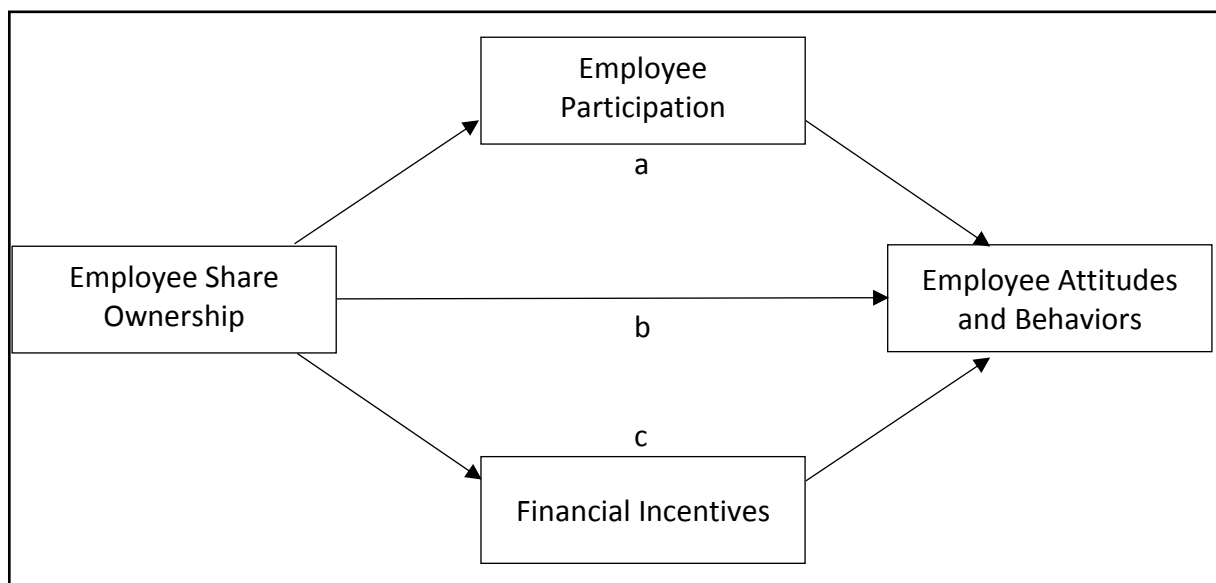 Employee
Participation
a
Employee Share
Ownership
Employee Attitudes
and Behaviors
b
c
Financial Incentives